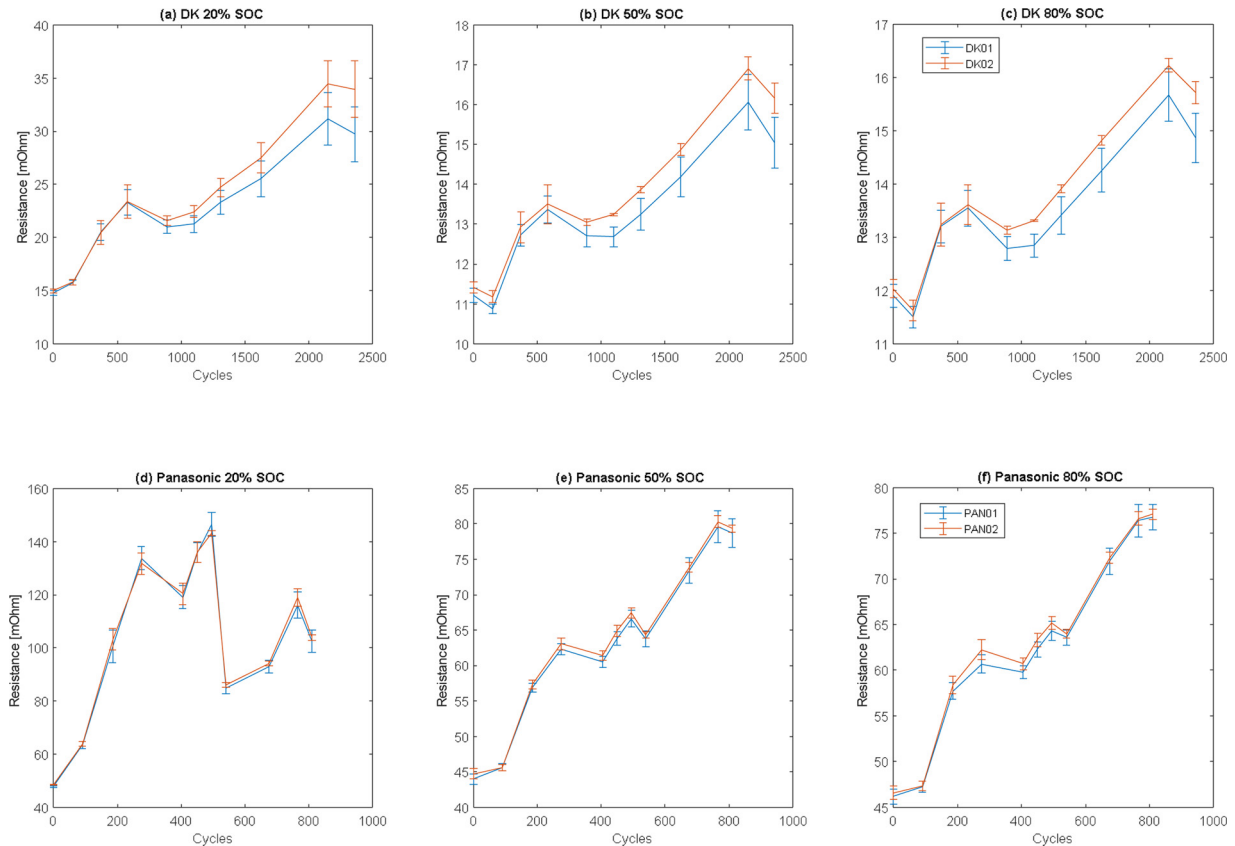 (a) DK 20% SOC
Resistance [mOhm]
40
35
30
25
20
15
10
0 500 1000 1500 2000 2500
Cycles
(b) DK 50% SOC
Resistance [mOhm]
18
17
16
15
14
13
12
11
10
0 500 1000 1500 2000 2500
Cycles
(c) DK 80% SOC
DK01
DK02
Resistance [mOhm]
17
16
15
14
13
12
11
0 500 1000 1500 2000 2500
Cycles
(d) Panasonic 20% SOC
Resistance [mOhm]
160
140
120
100
80
60
40
0 200 400 600 800 1000
Cycles
(e) Panasonic 50% SOC
Resistance [mOhm]
85
80
75
70
65
60
55
50
45
40
0 200 400 600 800 1000
Cycles
(f) Panasonic 80% SOC
PAN01
PAN02
Resistance [mOhm]
80
75
70
65
60
55
50
45
0 200 400 600 800 1000
Cycles